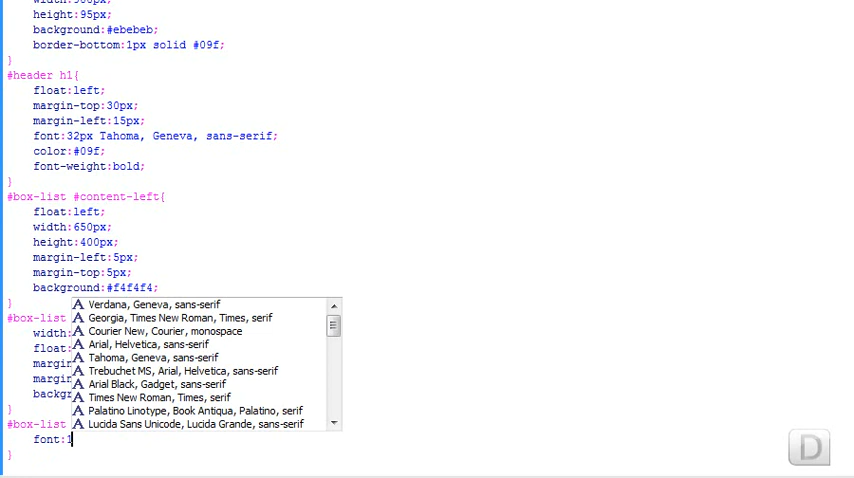 height:95px;
background:#ebebeb;
border-bottom:1px solid #09f;
}
#header h1{
float:left;
margin-top:30px;
margin-left:15px;
font:32px Tahoma, Geneva, sans-serif;
color:#09f;
font-weight:bold;
}
#box-list #content-left{
float:left;
width:650px;
height:400px;
margin-left:5px;
margin-top:5px;
background:#f4f4f4;
}
#box-list
width:
float:
margin
margin
backgr
}
#box-list
font:1
}
Verdana, Geneva, sans-serif
Georgia, Times New Roman, Times, serif
Courier New, Courier, monospace
Arial, Helvetica, sans-serif
Tahoma, Geneva, sans-serif
Trebuchet MS, Arial, Helvetica, sans-serif
Arial Black, Gadget, sans-serif
Times New Roman, Times, serif
Palatino Linotype, Book Antiqua, Palatino, serif
Lucida Sans Unicode, Lucida Grande, sans-serif
D